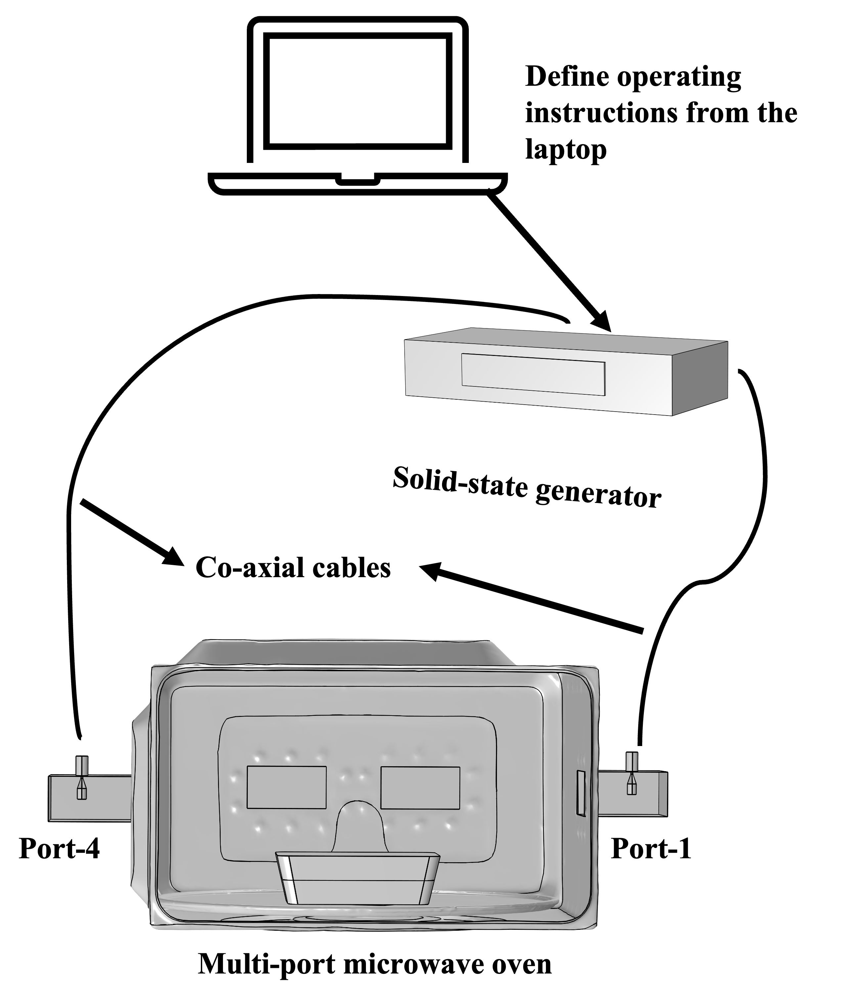 Define operating
instructions from the
laptop
Solid-state generator
Co-axial cables
Port-4
Port-1
Multi-port microwave oven